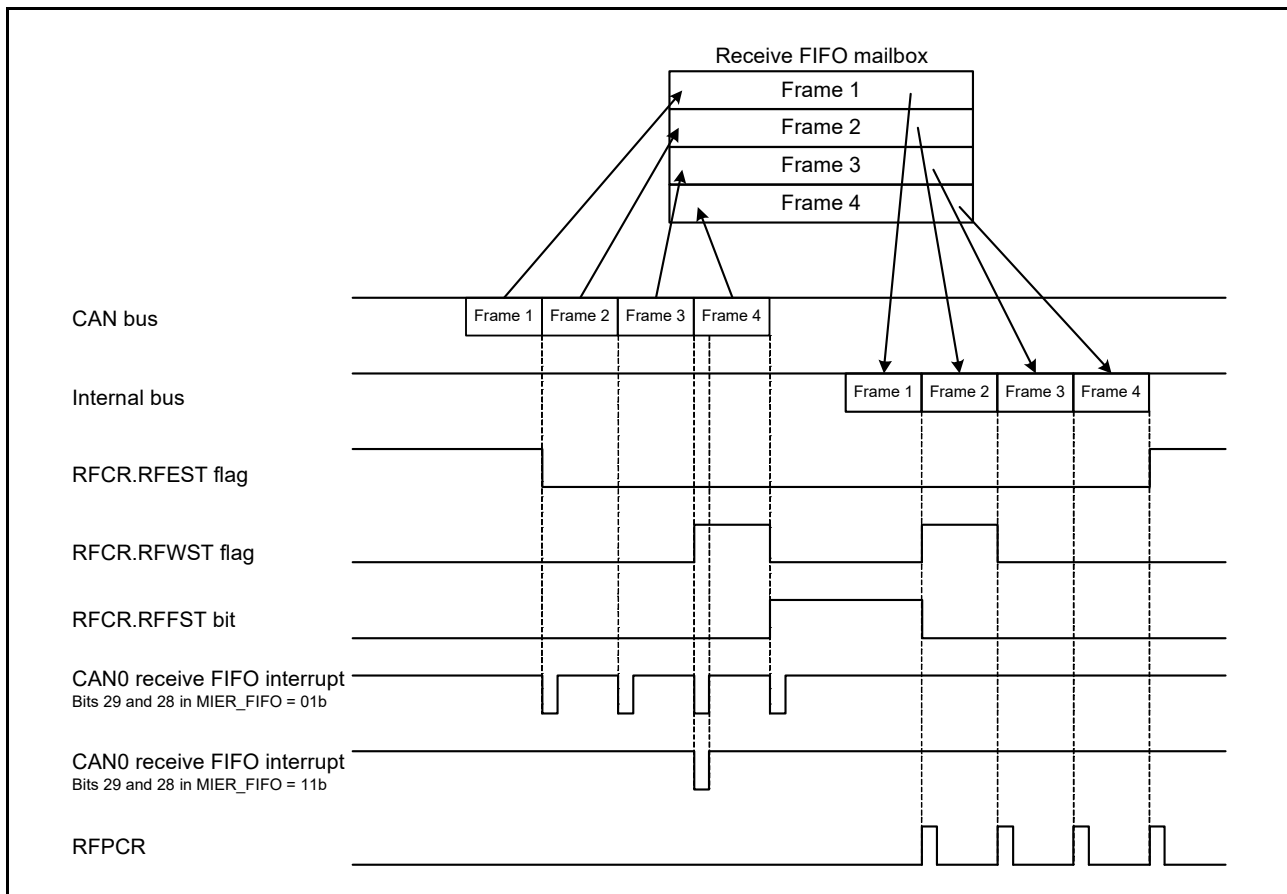 Receive FIFO mailbox
Frame 1
Frame 2
Frame 3
Frame 4
CAN bus
Frame 1 Frame 2 Frame 3 Frame 4
Internal bus
Frame 1 Frame 2 Frame 3 Frame 4
RFCR.RFEST flag
RFCR.RFWST flag
RFCR.RFFST bit
CAN0 receive FIFO interrupt
Bits 29 and 28 in MIER_FIFO = 01b
CAN0 receive FIFO interrupt
Bits 29 and 28 in MIER_FIFO = 11b
RFPCR